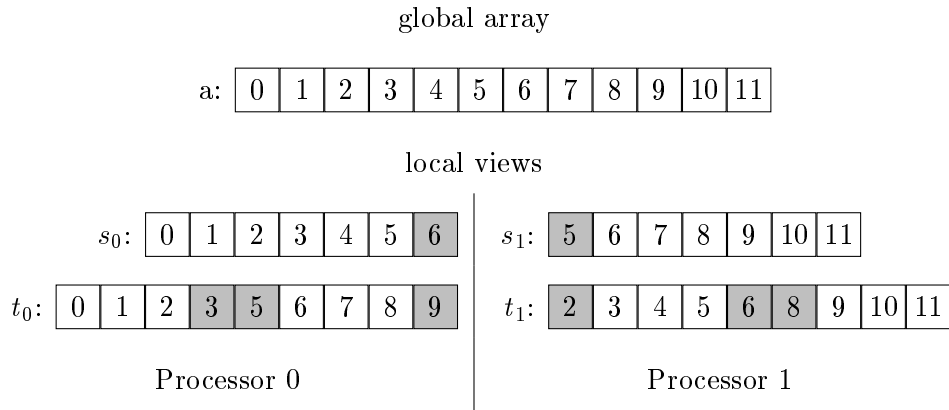 global array
a: 0 1 2 3 4 5 6 7 8 9 10 11
local views
s₀: 0 1 2 3 4 5 6
s₁: 5 6 7 8 9 10 11
t₀: 0 1 2 3 5 6 7 8 9
t₁: 2 3 4 5 6 8 9 10 11
Processor 0
Processor 1